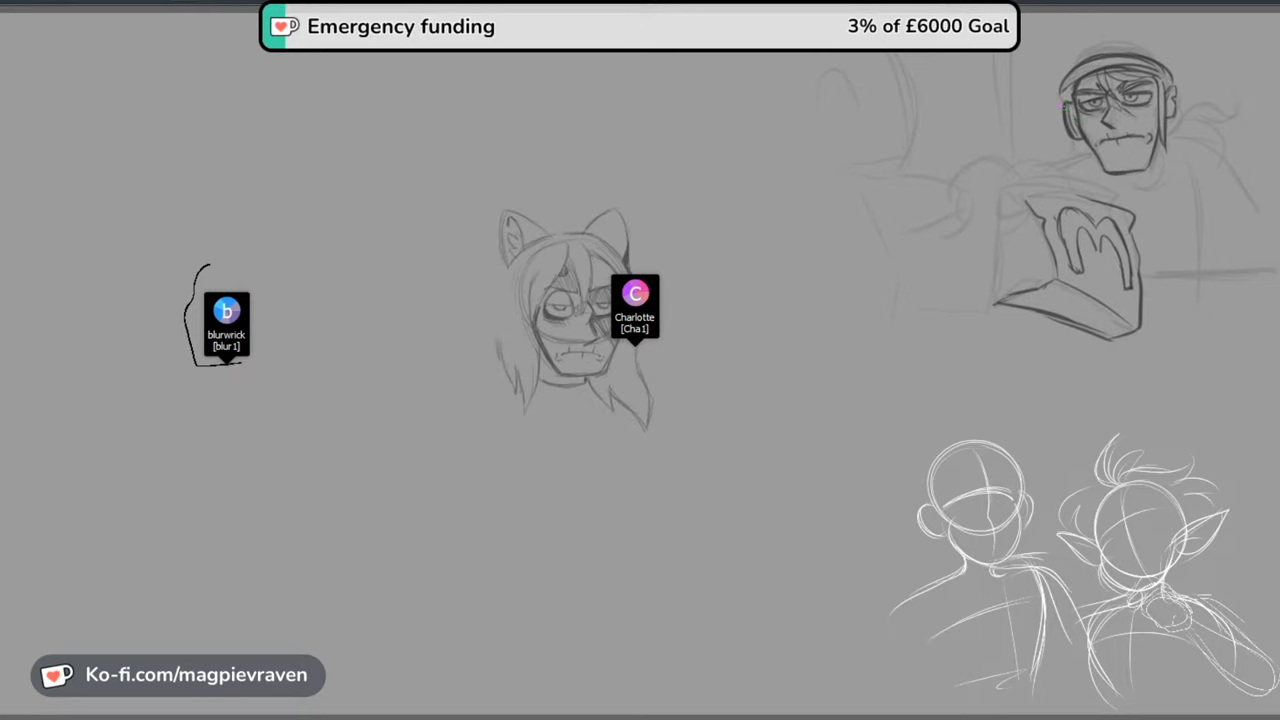 Emergency funding
3% of £6000 Goal
b
blurwrick
[blur1]
C
Charlotte
[Cha1]
Ko-fi.com/magpievraven